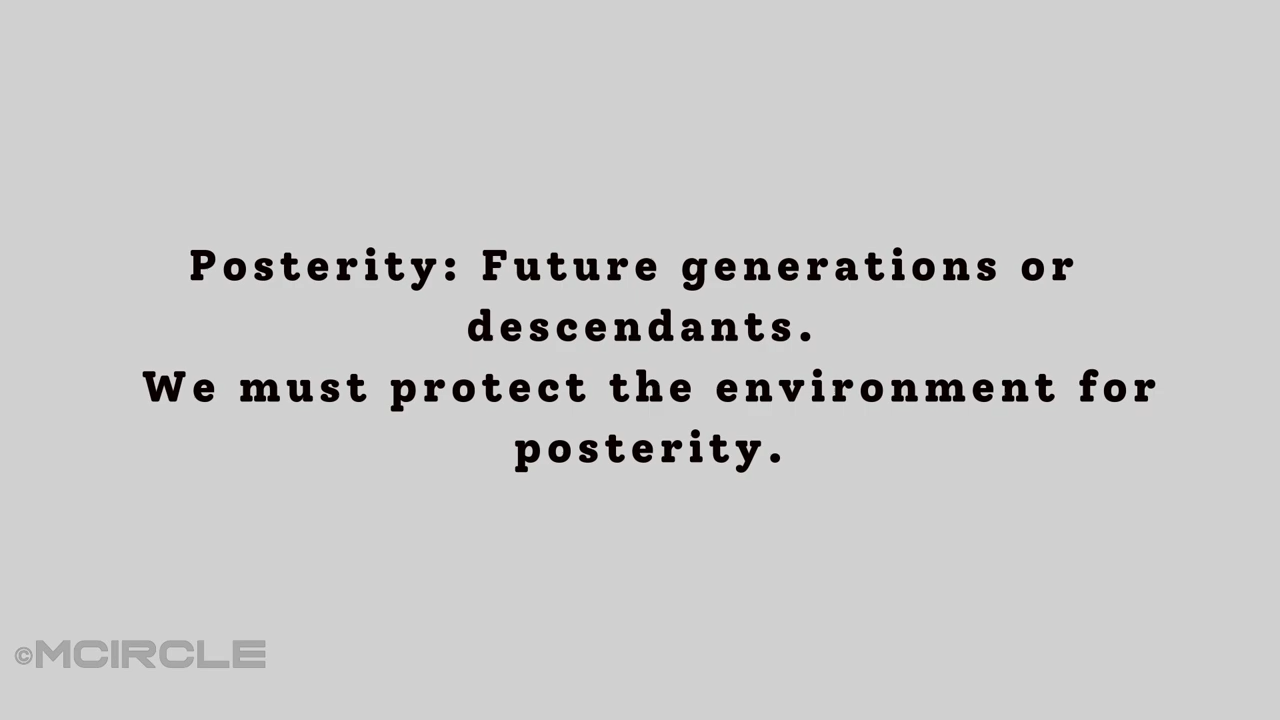 Posterity: Future generations or
descendants.
We must protect the environment for
posterity.
©MCIRCLE